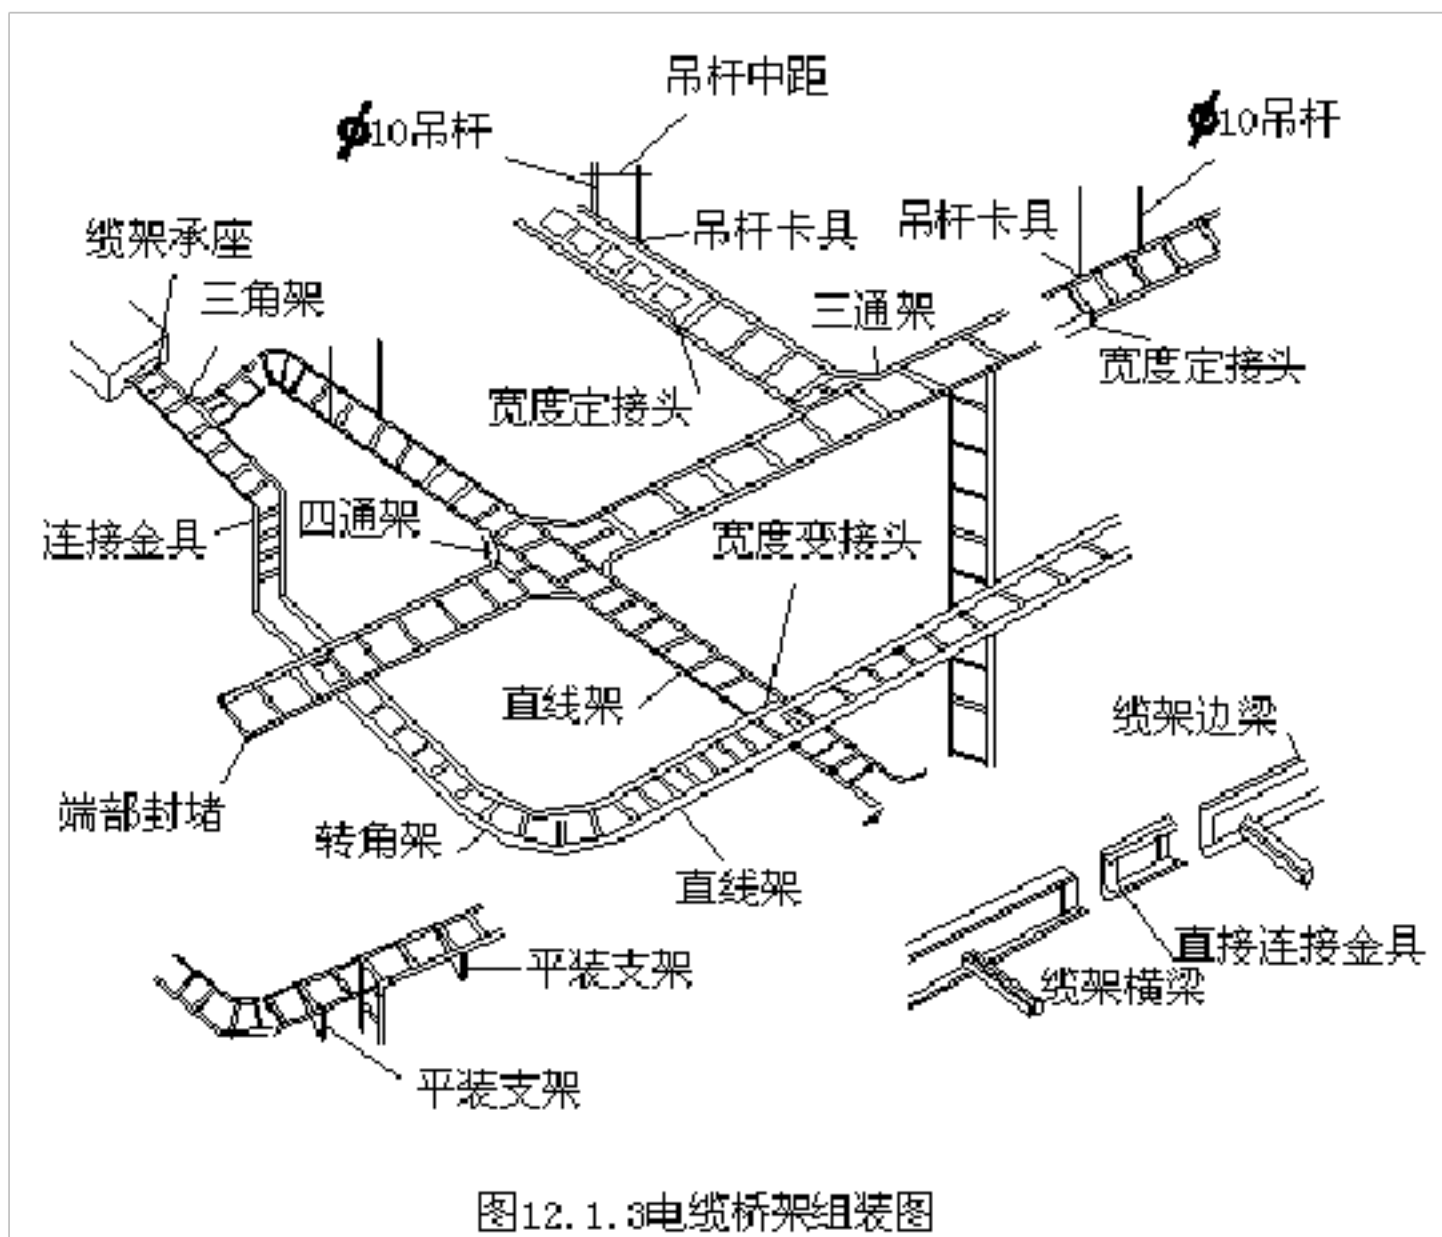 吊杆中距
ϕ10吊杆
ϕ10吊杆
缆架承座
吊杆卡具
吊杆卡具
三角架
三通架
宽度定接头
宽度定接头
四通架
连接金具
宽度变接头
直线架
缆架边梁
端部封堵
转角架
直线架
直接连接金具
平装支架
缆架横梁
平装支架
图12.1.3电缆桥架组装图